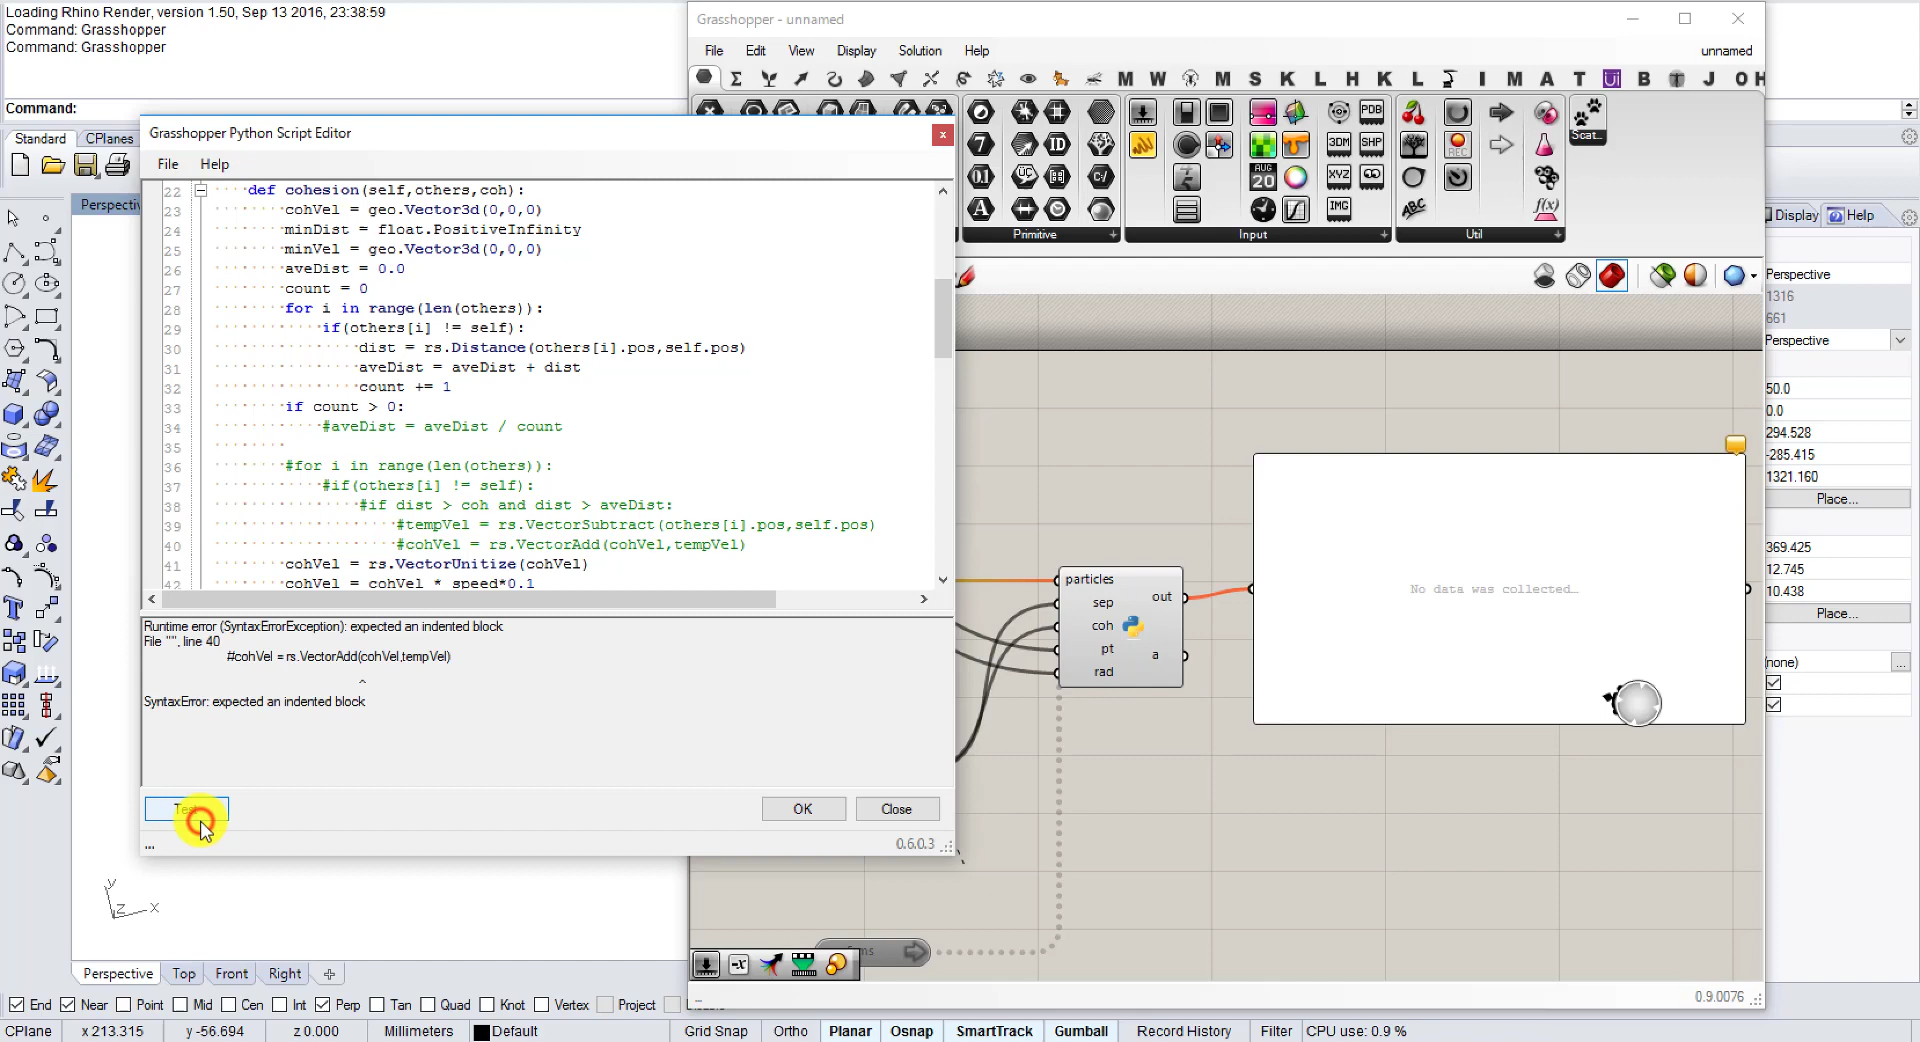 Loading Rhino Render, version 1.50, Sep 13 2016, 23:38:59
Command: Grasshopper
Command: Grasshopper
Command:
Standard CPlanes
Perspectiv
Grasshopper - unnamed
File Edit View Display Solution Help unnamed
M W M S K L H K L I M A T Ui B J O H
Primitive Input Util
Scat...
Grasshopper Python Script Editor
File Help
22 def cohesion(self,others,coh):
23 cohVel = geo.Vector3d(0,0,0)
24 minDist = float.PositiveInfinity
25 minVel = geo.Vector3d(0,0,0)
26 aveDist = 0.0
27 count = 0
28 for i in range(len(others)):
29 if(others[i] != self):
30 dist = rs.Distance(others[i].pos,self.pos)
31 aveDist = aveDist + dist
32 count += 1
33 if count > 0:
34 #aveDist = aveDist / count
35
36 #for i in range(len(others)):
37 #if(others[i] != self):
38 #if dist > coh and dist > aveDist:
39 #tempVel = rs.VectorSubtract(others[i].pos,self.pos)
40 #cohVel = rs.VectorAdd(cohVel,tempVel)
41 cohVel = rs.VectorUnitize(cohVel)
42 cohVel = cohVel * speed*0.1
Runtime error (SyntaxErrorException): expected an indented block
File "", line 40
#cohVel = rs.VectorAdd(cohVel,tempVel)
^
SyntaxError: expected an indented block
Test OK Close
... 0.6.0.3
particles
sep
coh
pt
rad
out
a
No data was collected…
ms
0.9.0076
Display Help
Perspective
1316
661
Perspective
50.0
0.0
294.528
-285.415
1321.160
Place...
369.425
12.745
10.438
Place...
(none) ...
y
z x
Perspective Top Front Right
End Near Point Mid Cen Int Perp Tan Quad Knot Vertex Project
CPlane x 213.315 y -56.694 z 0.000 Millimeters Default Grid Snap Ortho Planar Osnap SmartTrack Gumball Record History Filter CPU use: 0.9 %